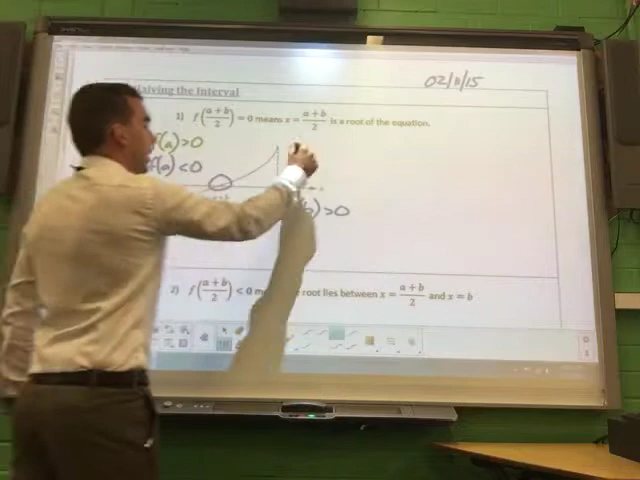 02/11/15
alving the Interval
1) f(a+b/2) = 0 means x = a+b/2 is a root of the equation.
f(a)>0
f(a)<0
b)>0
2) f(a+b/2) < 0 root lies between x = a+b/2 and x = b